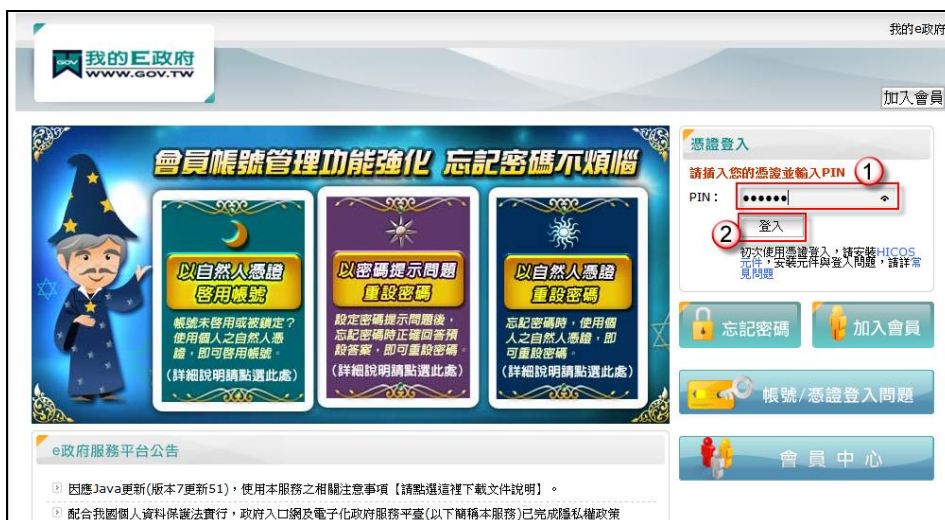 我的e政府
GOV 我的E政府
WWW.GOV.TW
加入會員
會員帳號管理功能強化 忘記密碼不煩惱
以自然人憑證
啓用帳號
帳號未啓用或被鎖定?
使用個人之自然人憑
證,即可啓用帳號。
(詳細說明請點選此處)
以密碼提示問題
重設密碼
設定密碼提示問題後,
忘記密碼時正確回答預
設答案,即可重設密碼。
(詳細說明請點選此處)
以自然人憑證
重設密碼
忘記密碼時,使用個
人之自然人憑證,即
可重設密碼。
(詳細說明請點選此處)
憑證登入
請插入您的憑證並輸入PIN
1
PIN: ●●●●●●
2
登入
初次使用憑證登入,請安裝HICOS
元件,安裝元件與登入問題,請詳常
見問題
忘記密碼
加入會員
帳號/憑證登入問題
會員中心
e政府服務平台公告
因應Java更新(版本7更新51),使用本服務之相關注意事項【請點選這裡下載文件說明】。
配合我國個人資料保護法實行,政府入口網及電子化政府服務平臺(以下簡稱本服務)已完成隱私權政策